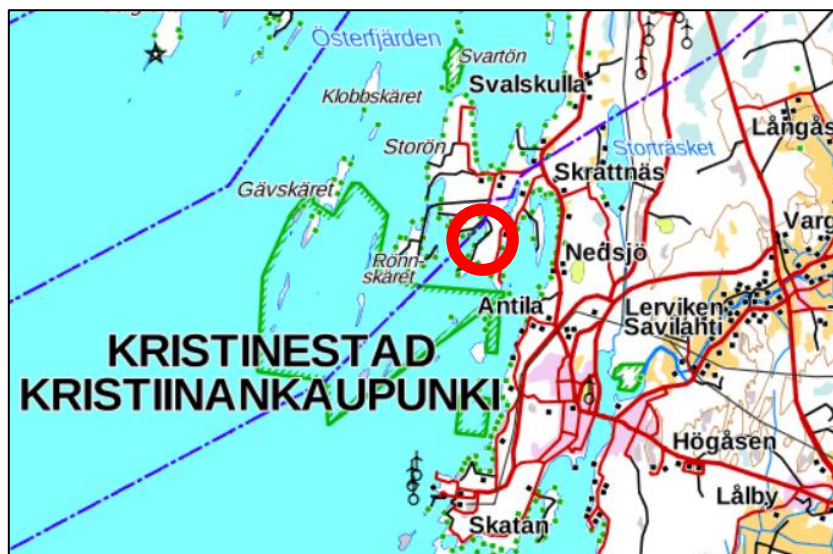 Österfjärden
Svartön
Svalskulla
Klobbskäret
Långås
Storön
Storträsket
Skrattnäs
Gävskäret
Varg
Nedsjö
Rönn-
skäret
Antila
Lerviken
Savilahti
KRISTINESTAD
KRISTIINANKAUPUNKI
Högåsen
Lålby
Skatan